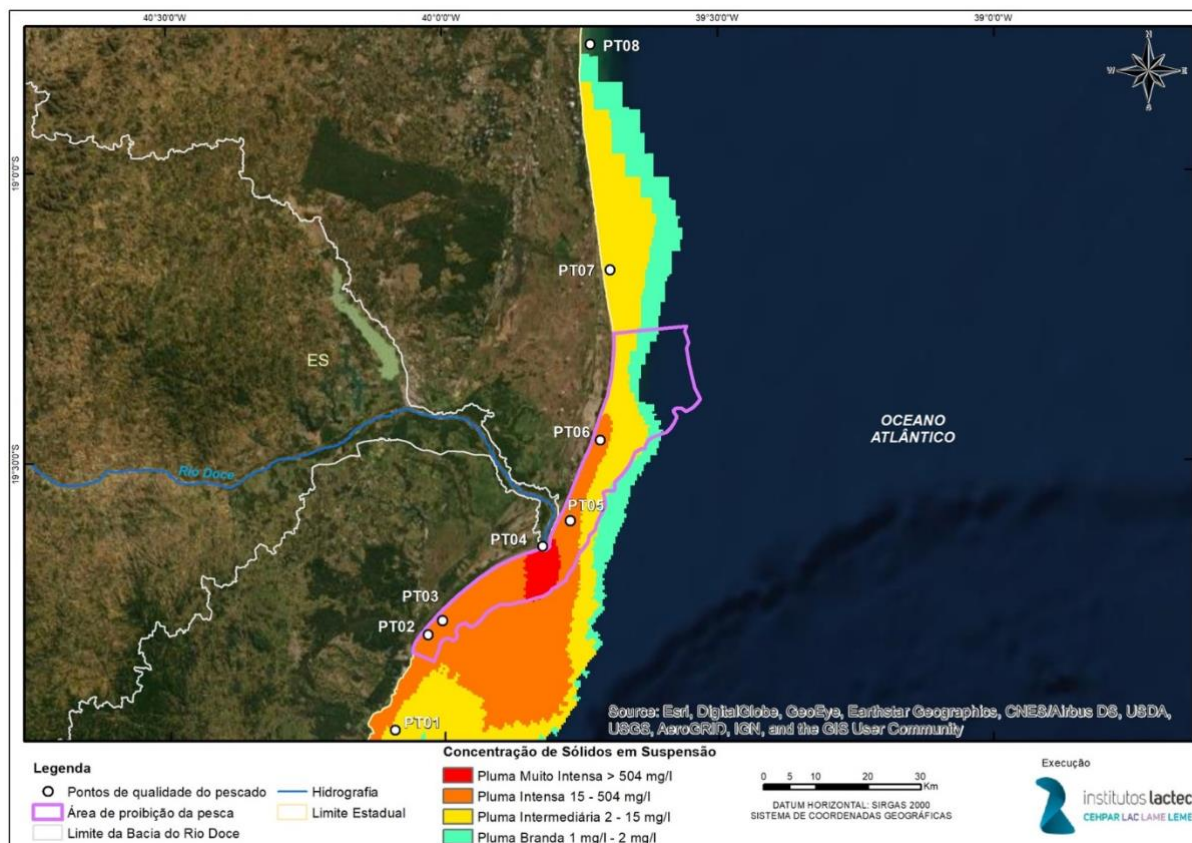 40°30'0"W
40°0'0"W
39°30'0"W
39°0'0"W
N
W
E
S
PT08
19°0'0"S
PT07
ES
OCEANO
ATLÂNTICO
PT06
19°30'0"S
Rio Doce
PT05
PT04
PT03
PT02
PT01
Source: Esri, DigitalGlobe, GeoEye, Earthstar Geographics, CNES/Airbus DS, USDA,
USGS, AeroGRID, IGN, and the GIS User Community
Legenda
Pontos de qualidade do pescado
Área de proibição da pesca
Limite da Bacia do Rio Doce
Hidrografia
Limite Estadual
Concentração de Sólidos em Suspensão
Pluma Muito Intensa > 504 mg/l
Pluma Intensa 15 - 504 mg/l
Pluma Intermediária 2 - 15 mg/l
Pluma Branda 1 mg/l - 2 mg/l
0 5 10 20 30
Km
DATUM HORIZONTAL: SIRGAS 2000
SISTEMA DE COORDENADAS GEOGRÁFICAS
Execução
institutos lactec
CEHPAR LAC LAME LEME